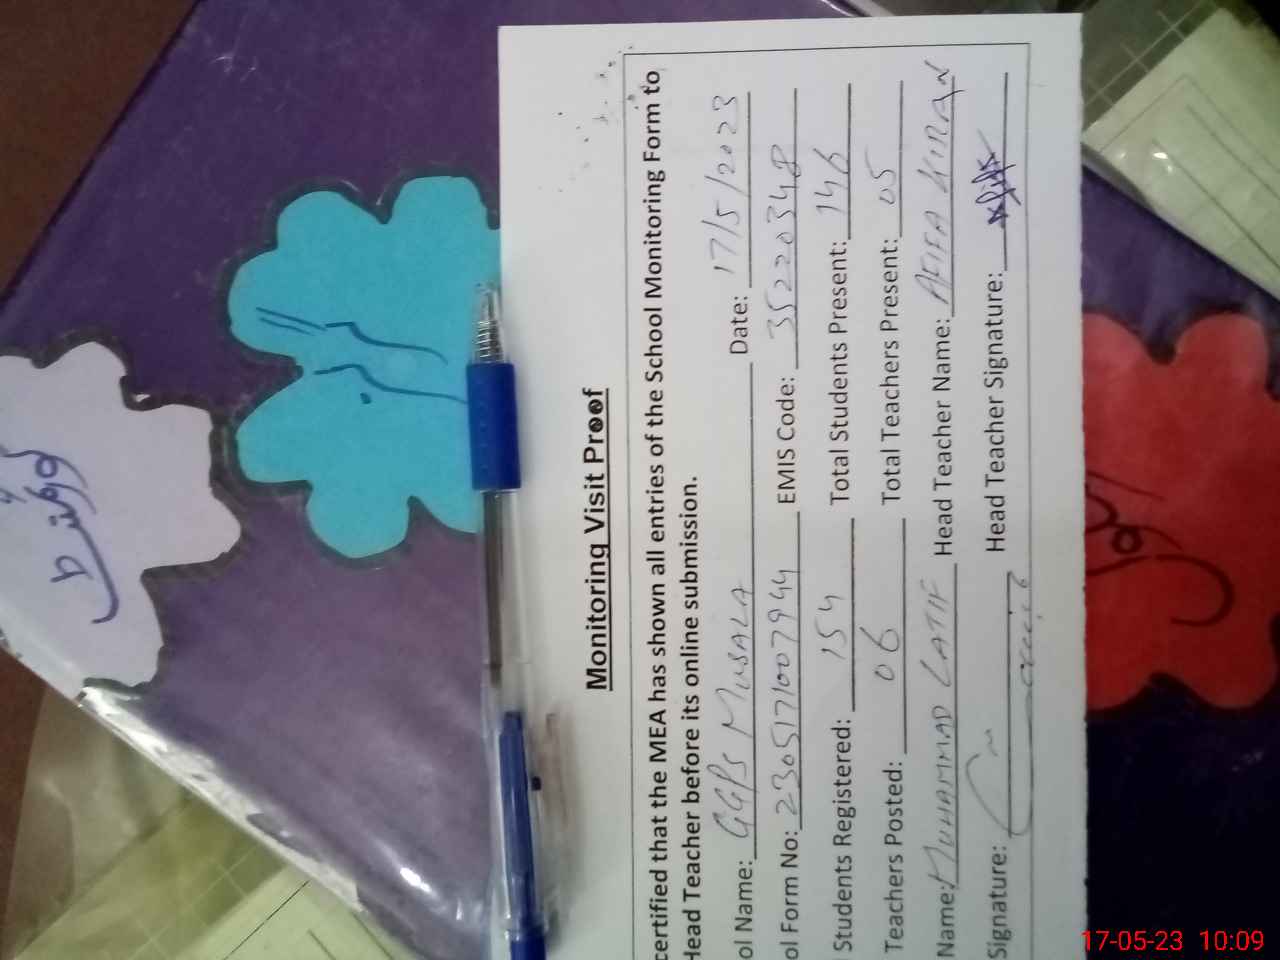 Monitoring Visit Proof
certified that the MEA has shown all entries of the School Monitoring Form to
Head Teacher before its online submission.
ol Name: GGPS MUSALA Date: 17/5/2023
ol Form No: 2305171007944 EMIS Code: 35220348
Students Registered: 154 Total Students Present: 146
Teachers Posted: 06 Total Teachers Present: 05
Name: MUHAMMAD LATIF Head Teacher Name: AFIFA KIRAN
Signature: Head Teacher Signature:
17-05-23 10:09